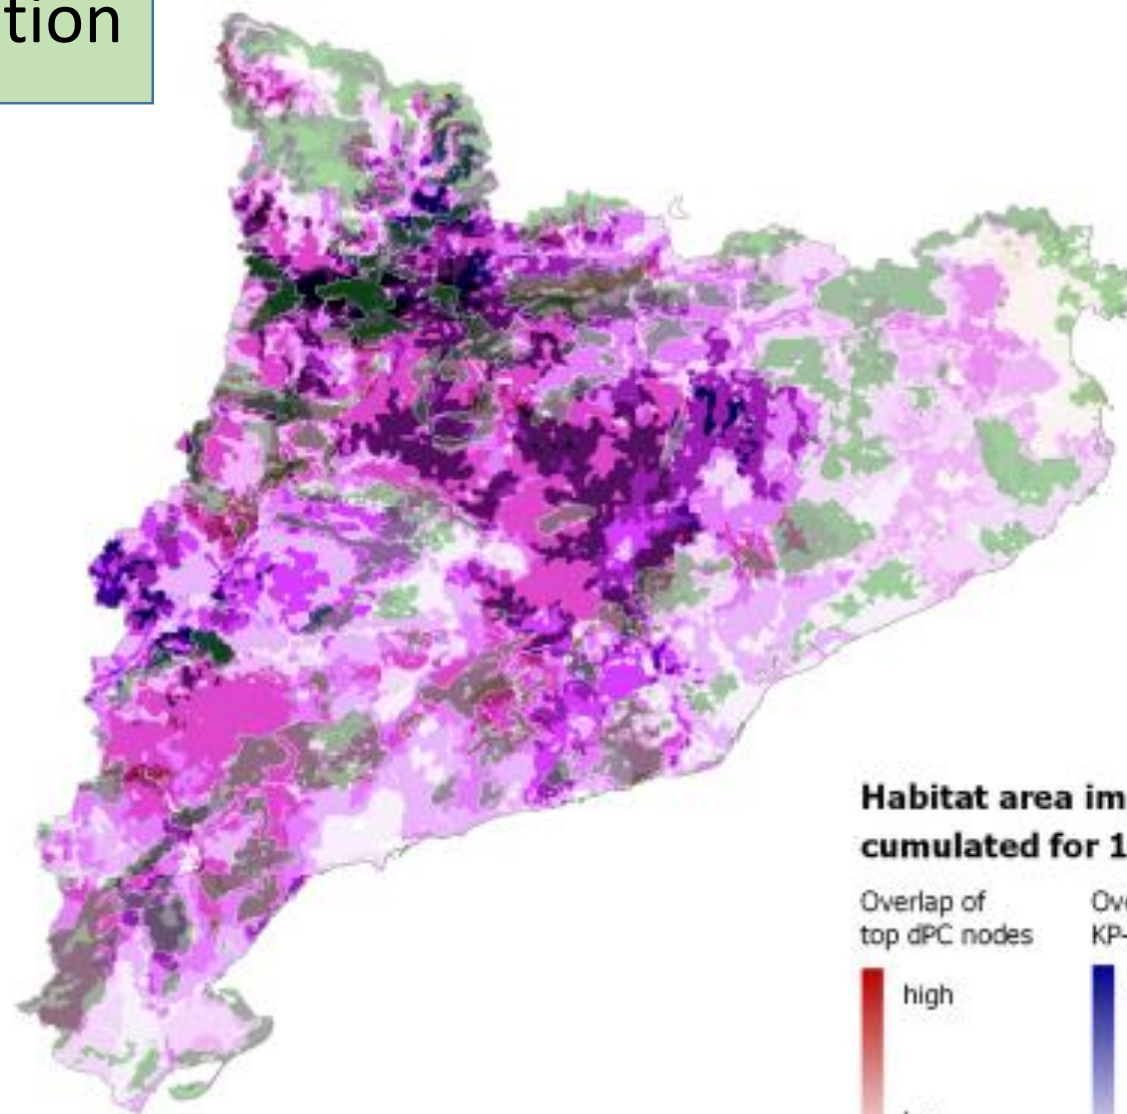 tion
Habitat area im
cumulated for 1
Overlap of
top dPC nodes
Ove
KP-
high